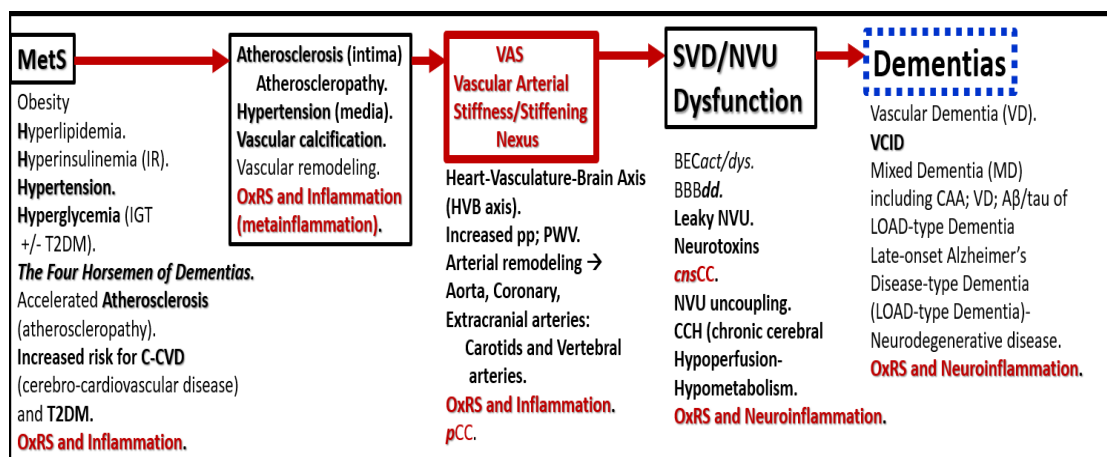 MetS
Obesity
Hyperlipidemia.
Hyperinsulinemia (IR).
Hypertension.
Hyperglycemia (IGT
+/- T2DM).
The Four Horsemen of Dementias.
Accelerated Atherosclerosis
(atheroscleropathy).
Increased risk for C-CVD
(cerebro-cardiovascular disease)
and T2DM.
OxRS and Inflammation.
Atherosclerosis (intima)
Atheroscleropathy.
Hypertension (media).
Vascular calcification.
Vascular remodeling.
OxRS and Inflammation
(metainflammation).
VAS
Vascular Arterial
Stiffness/Stiffening
Nexus
Heart-Vasculature-Brain Axis
(HVB axis).
Increased pp; PWV.
Arterial remodeling →
Aorta, Coronary,
Extracranial arteries:
Carotids and Vertebral
arteries.
OxRS and Inflammation.
pCC.
SVD/NVU
Dysfunction
BECact/dys.
BBBdd.
Leaky NVU.
Neurotoxins
cnsCC.
NVU uncoupling.
CCH (chronic cerebral
Hypoperfusion-
Hypometabolism.
OxRS and Neuroinflammation.
Dementias
Vascular Dementia (VD).
VCID
Mixed Dementia (MD)
including CAA; VD; Aβ/tau of
LOAD-type Dementia
Late-onset Alzheimer's
Disease-type Dementia
(LOAD-type Dementia)-
Neurodegenerative disease.
OxRS and Neuroinflammation.